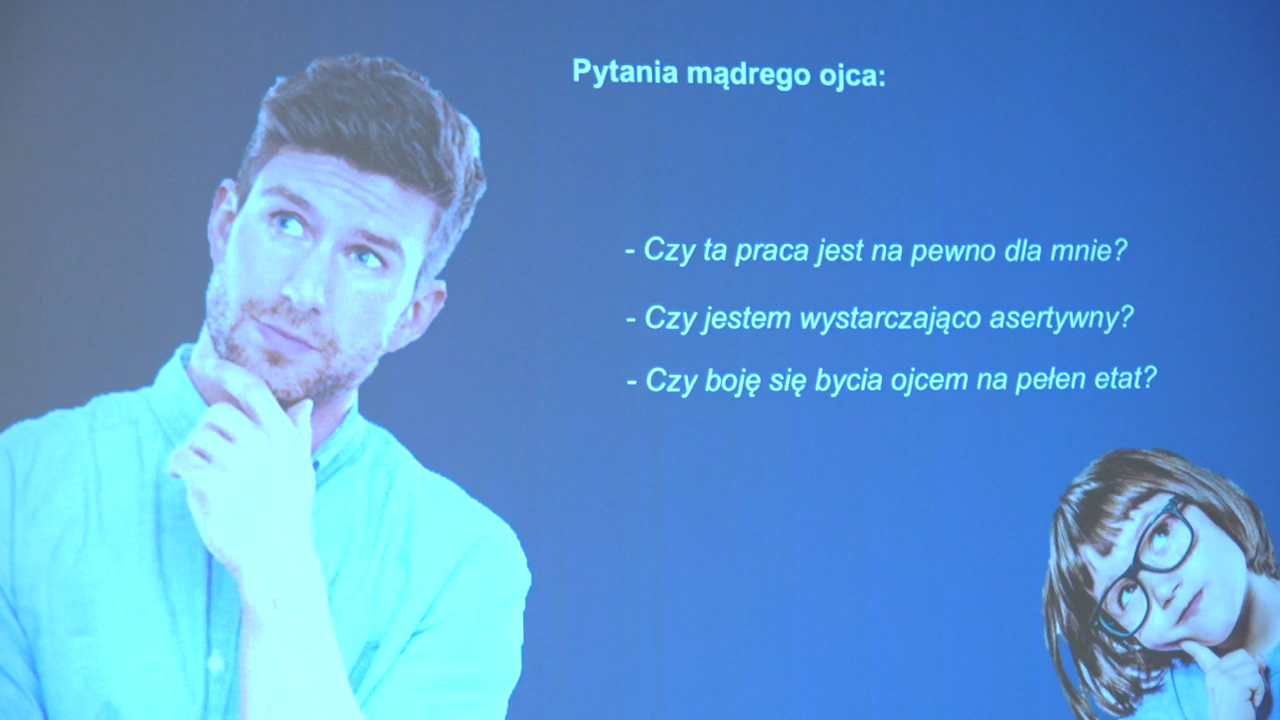 Pytania mądrego ojca:
- Czy ta praca jest na pewno dla mnie?
- Czy jestem wystarczająco asertywny?
- Czy boję się bycia ojcem na pełen etat?